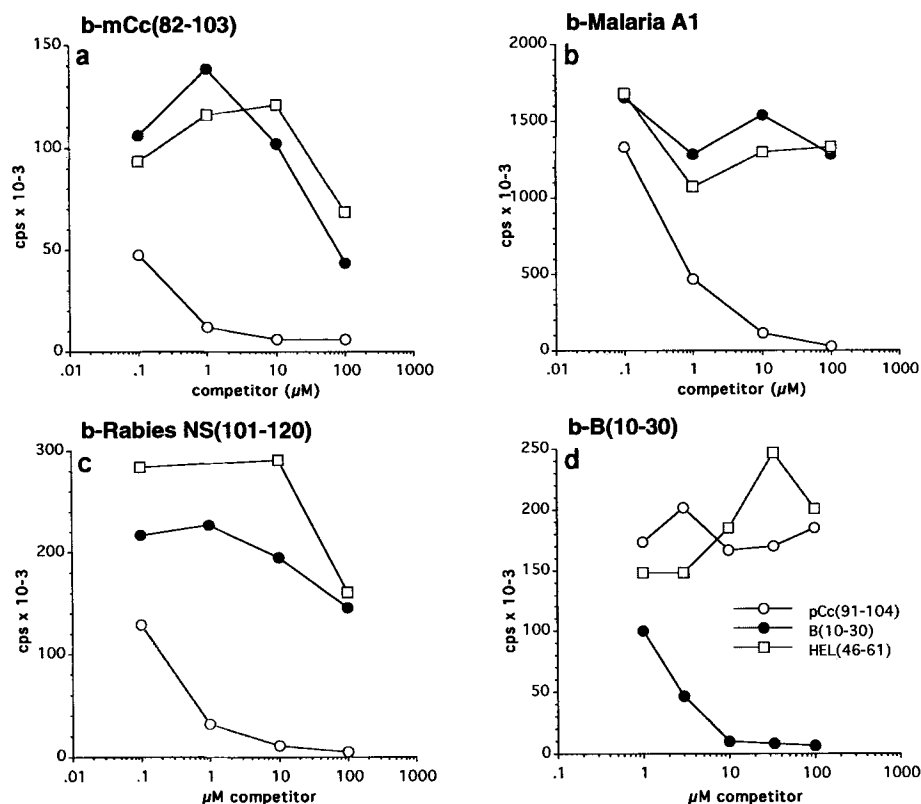 b-mCc(82-103)
a
150
100
50
0
cps x 10-3
.01
.1
1
10
100
1000
competitor (µM)
b-Malaria A1
b
2000
1500
1000
500
0
cps x 10-3
.01
.1
1
10
100
1000
competitor (µM)
b-Rabies NS(101-120)
c
300
200
100
0
cps x 10-3
.01
.1
1
10
100
1000
µM competitor
b-B(10-30)
d
250
200
150
100
50
0
cps x 10-3
pCc(91-104)
B(10-30)
HEL(46-61)
.1
1
10
100
1000
µM competitor